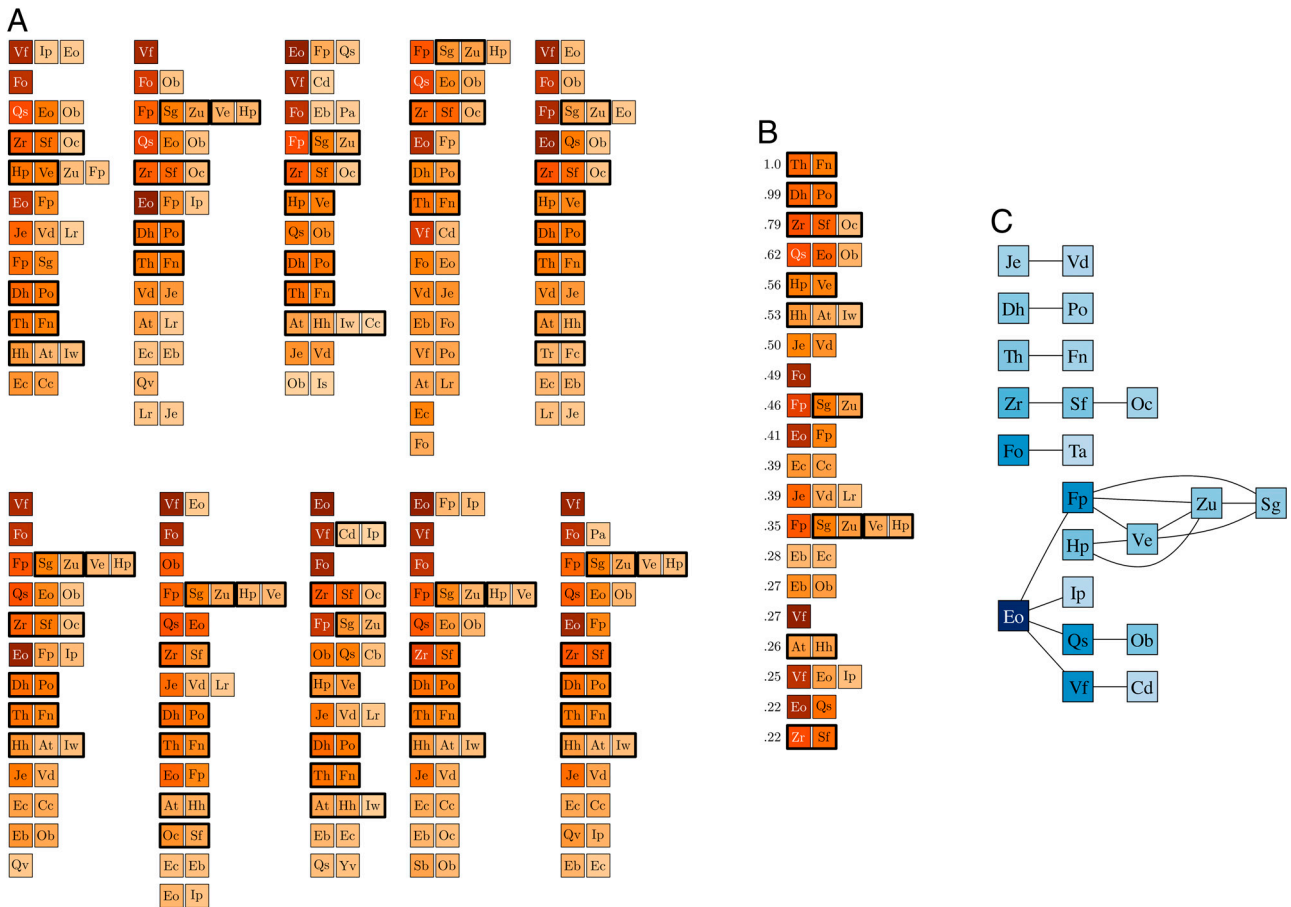 A
Vf Ip Eo
Fo
Qs Eo Ob
Zr Sf Oc
Hp Ve Zu Fp
Eo Fp
Je Vd Lr
Fp Sg
Dh Po
Th Fn
Hh At Iw
Ec Cc
Vf
Fo Ob
Fp Sg Zu Ve Hp
Qs Eo Ob
Zr Sf Oc
Eo Fp Ip
Dh Po
Th Fn
Vd Je
At Lr
Ec Eb
Qv
Lr Je
Eo Fp Qs
Vf Cd
Fo Eb Pa
Fp Sg Zu
Zr Sf Oc
Hp Ve
Qs Ob
Dh Po
Th Fn
At Hh Iw Cc
Je Vd
Ob Is
Fp Sg Zu Hp
Qs Eo Ob
Zr Sf Oc
Eo Fp
Dh Po
Th Fn
Vf Cd
Fo Eo
Vd Je
Eb Fo
Vf Po
At Lr
Ec
Fo
Vf Eo
Fo Ob
Fp Sg Zu Eo
Eo Qs Ob
Zr Sf Oc
Hp Ve
Dh Po
Th Fn
Vd Je
At Hh
Tr Fc
Ec Eb
Lr Je
Vf
Fo
Fp Sg Zu Ve Hp
Qs Eo Ob
Zr Sf Oc
Eo Fp Ip
Dh Po
Th Fn
Hh At Iw
Je Vd
Ec Cc
Eb Ob
Qv
Vf Eo
Fo
Ob
Fp Sg Zu Hp Ve
Qs Eo
Zr Sf
Je Vd Lr
Dh Po
Th Fn
Eo Fp
At Hh
Oc Sf
Ec Eb
Eo Ip
Eo
Vf Cd Ip
Fo
Zr Sf Oc
Fp Sg Zu
Ob Qs Cb
Hp Ve
Je Vd Lr
Dh Po
Th Fn
At Hh Iw
Eb Ec
Qs Yv
Eo Fp Ip
Vf
Fo
Fp Sg Zu Hp Ve
Qs Eo Ob
Zr Sf
Dh Po
Th Fn
Hh At Iw
Je Vd
Ec Cc
Eb Oc
Sb Ob
Vf
Fo Pa
Fp Sg Zu Ve Hp
Qs Eo Ob
Eo Fp
Zr Sf
Dh Po
Th Fn
Hh At Iw
Je Vd
Ec Cc
Qv Ip
Eb Ec
B
1.0 Th Fn
.99 Dh Po
.79 Zr Sf Oc
.62 Qs Eo Ob
.56 Hp Ve
.53 Hh At Iw
.50 Je Vd
.49 Fo
.46 Fp Sg Zu
.41 Eo Fp
.39 Ec Cc
.39 Je Vd Lr
.35 Fp Sg Zu Ve Hp
.28 Eb Ec
.27 Eb Ob
.27 Vf
.26 At Hh
.25 Vf Eo Ip
.22 Eo Qs
.22 Zr Sf
C
Je Vd
Dh Po
Th Fn
Zr Sf Oc
Fo Ta
Fp Zu Sg
Hp Ve
Ip
Eo
Qs Ob
Vf Cd